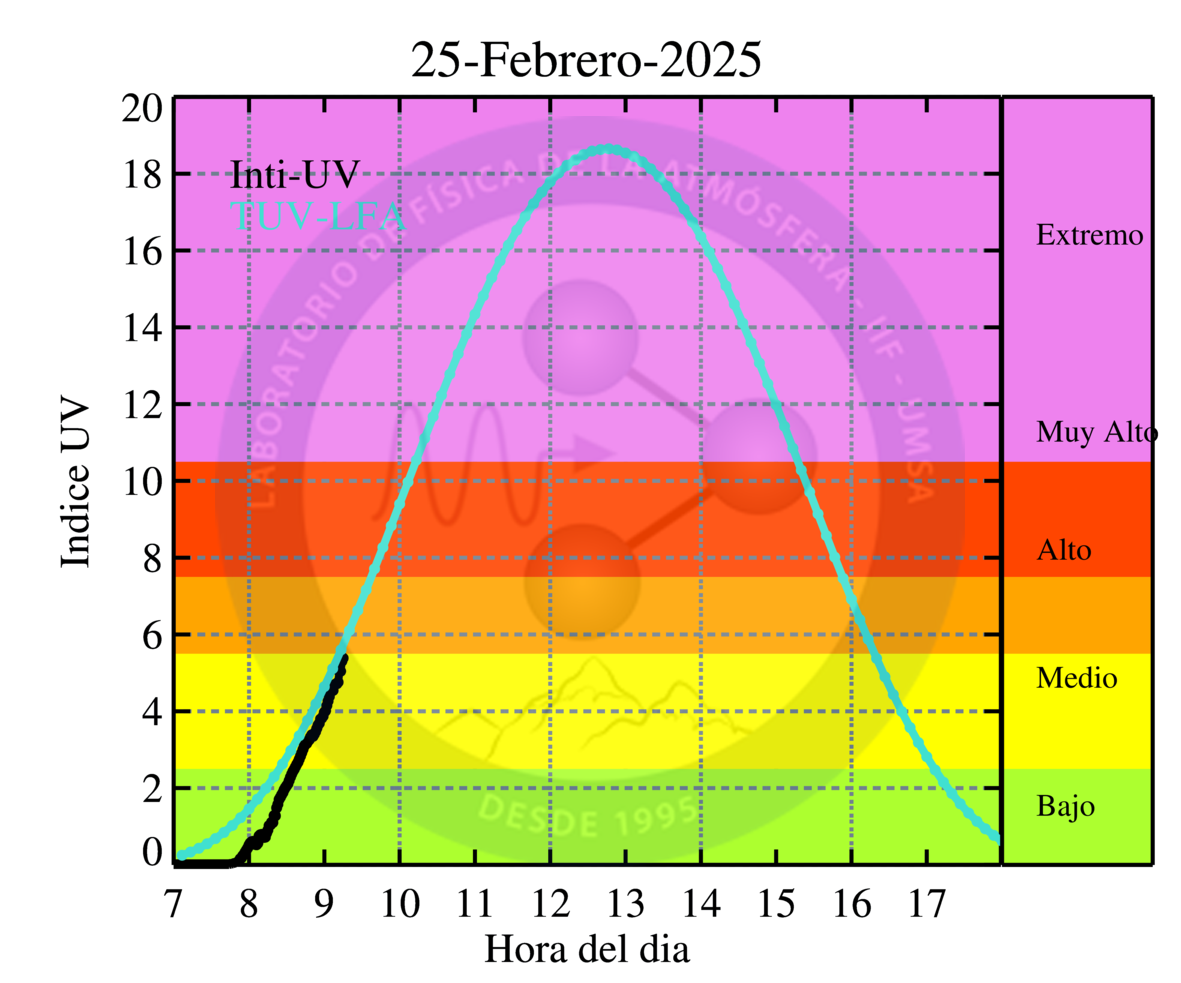 25-Febrero-2025
Inti-UV
TUV-LFA
LABORATORIO DE FÍSICA DE LA ATMÓSFERA - IIF - UMSA
DESDE 1995
Indice UV
20
18
16
14
12
10
8
6
4
2
0
Extremo
Muy Alto
Alto
Medio
Bajo
7 8 9 10 11 12 13 14 15 16 17
Hora del dia